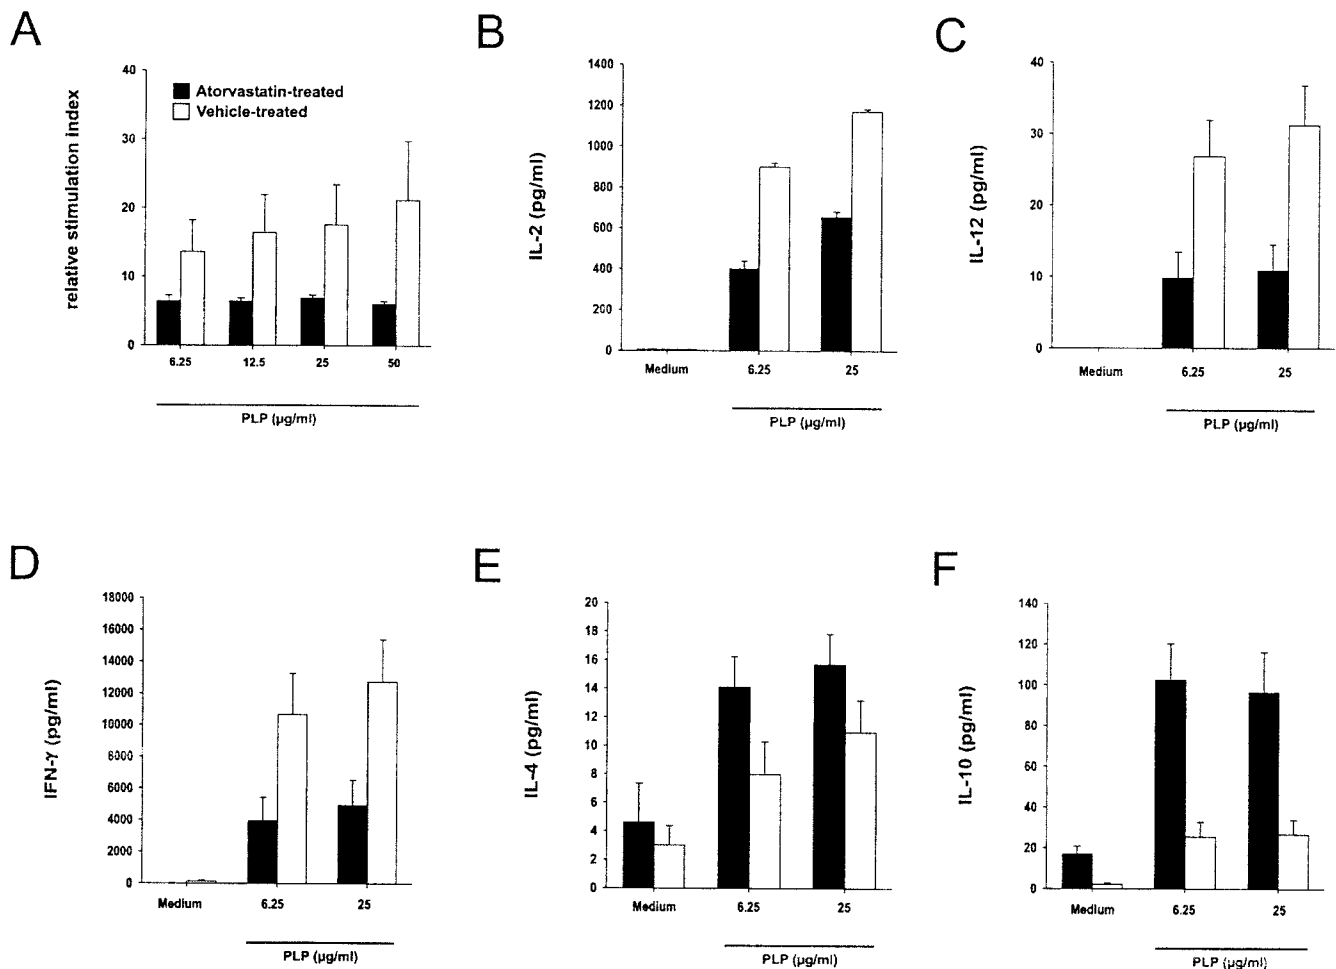 A
relative stimulation index
40
30
20
10
0
Atorvastatin-treated
Vehicle-treated
6.25 12.5 25 50
PLP (µg/ml)
B
IL-2 (pg/ml)
1400
1200
1000
800
600
400
200
0
Medium 6.25 25
PLP (µg/ml)
C
IL-12 (pg/ml)
40
30
20
10
0
Medium 6.25 25
PLP (µg/ml)
D
IFN-γ (pg/ml)
18000
16000
14000
12000
10000
8000
6000
4000
2000
0
Medium 6.25 25
PLP (µg/ml)
E
IL-4 (pg/ml)
20
18
16
14
12
10
8
6
4
2
0
Medium 6.25 25
PLP (µg/ml)
F
IL-10 (pg/ml)
140
120
100
80
60
40
20
0
Medium 6.25 25
PLP (µg/ml)